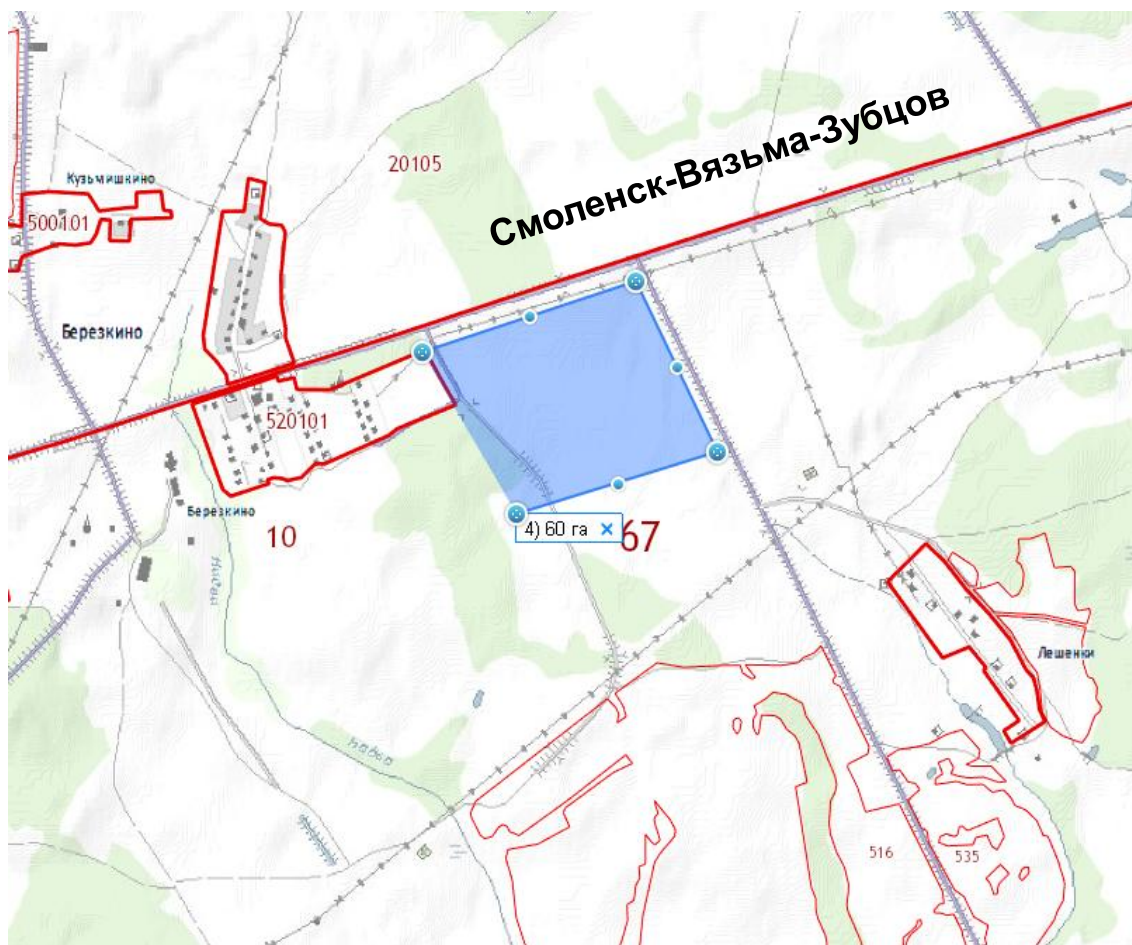 Смоленск-Вязьма-Зубцов
20105
Кузьмишкино
500101
Березкино
520101
Березкино
10
4) 60 га ×
67
Лешенки
516
535